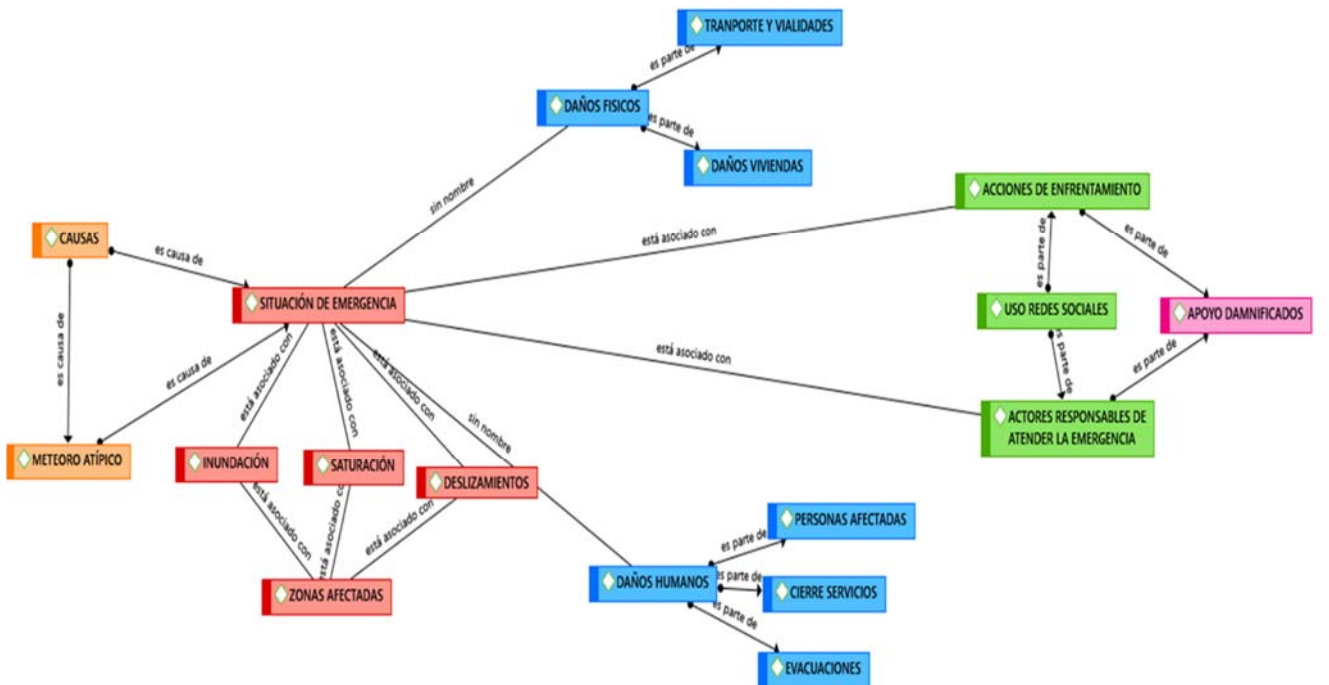 TRANPORTE Y VIALIDADES
es parte de
DAÑOS FISICOS
es parte de
DAÑOS VIVIENDAS
sin nombre
ACCIONES DE ENFRENTAMIENTO
está asociado con
es parte de
es parte de
CAUSAS
es causa de
SITUACIÓN DE EMERGENCIA
USO REDES SOCIALES
APOYO DAMNIFICADOS
es causa de
es causa de
está asociado con
está asociado con
está asociado con
está asociado con
es parte de
es parte de
sin nombre
ACTORES RESPONSABLES DE
ATENDER LA EMERGENCIA
METEORO ATÍPICO
INUNDACIÓN
SATURACIÓN
DESLIZAMIENTOS
está asociado con
está asociado con
está asociado con
PERSONAS AFECTADAS
es parte de
ZONAS AFECTADAS
DAÑOS HUMANOS
es parte de
CIERRE SERVICIOS
es parte de
EVACUACIONES